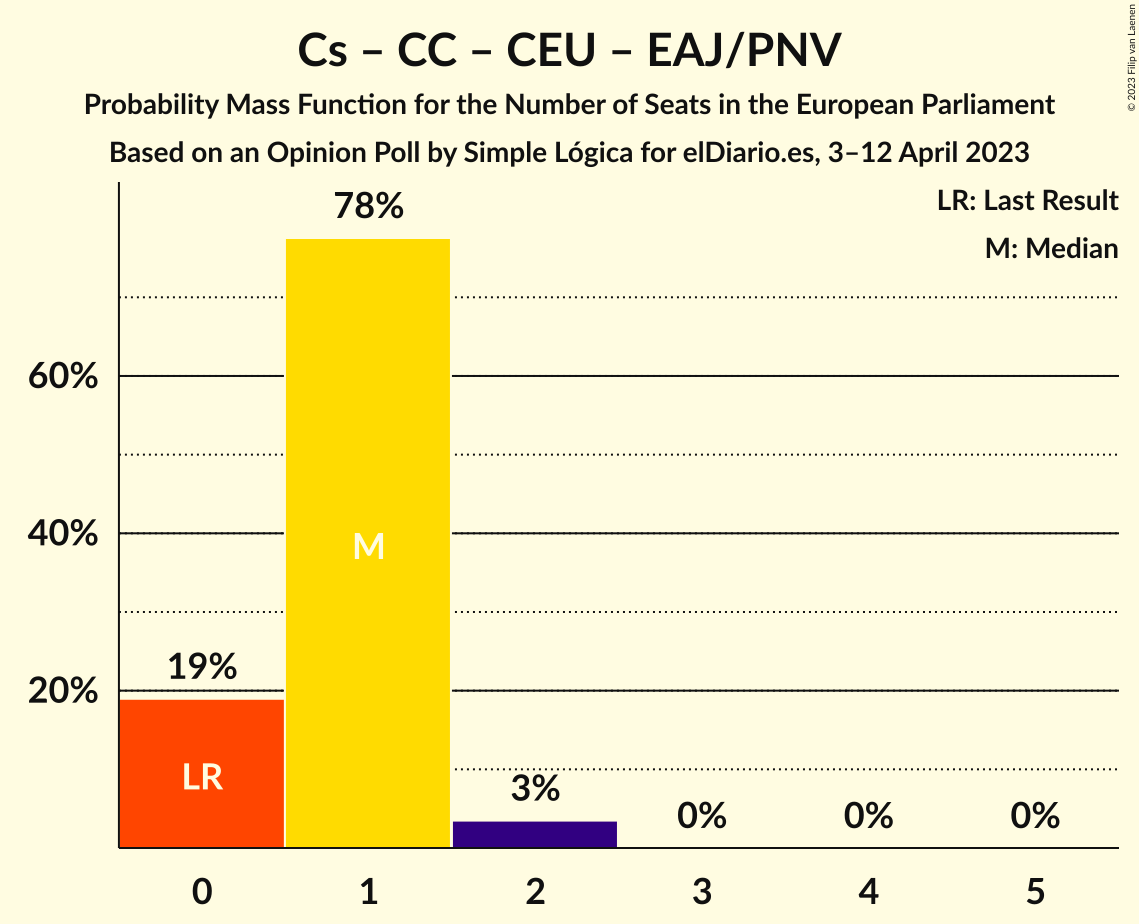 Cs – CC – CEU – EAJ/PNV
Probability Mass Function for the Number of Seats in the European Parliament
Based on an Opinion Poll by Simple Lógica for elDiario.es, 3–12 April 2023
© 2023 Filip van Laenen
LR: Last Result
M: Median
78%
60%
40%
20%
M
19%
LR
3%
0%
0%
0%
0
1
2
3
4
5